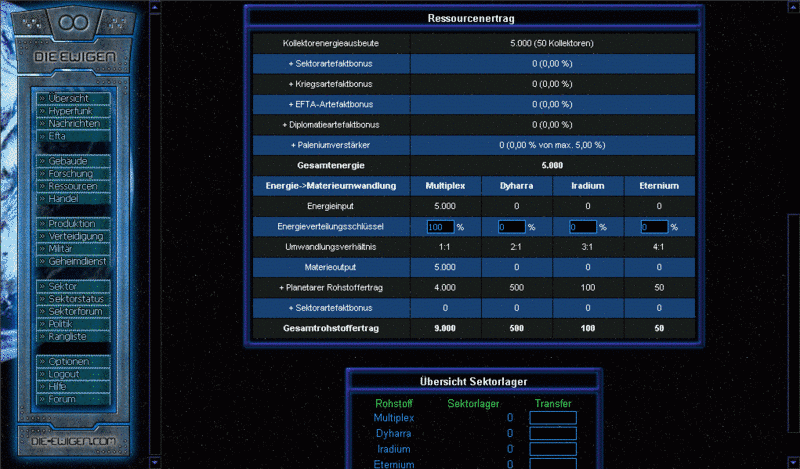 DIE EWIGEN
» Übersicht
» Hyperfunk
» Nachrichten
» Efta
» Gebäude
» Forschung
» Ressourcen
» Handel
» Produktion
» Verteidigung
» Militär
» Geheimdienst
» Sektor
» Sektorstatus
» Sektorforum
» Politik
» Rangliste
» Optionen
» Logout
» Hilfe
» Forum
DIE-EWIGEN.COM
Ressourcenertrag
Kollektorenergieausbeute 5.000 (50 Kollektoren)
+ Sektorartefaktbonus 0 (0,00 %)
+ Kriegsartefaktbonus 0 (0,00 %)
+ EFTA-Artefaktbonus 0 (0,00 %)
+ Diplomatieartefaktbonus 0 (0,00 %)
+ Paleniumverstärker 0 (0,00 % von max. 5,00 %)
Gesamtenergie 5.000
Energie->Materieumwandlung Multiplex Dyharra Iradium Eternium
Energieinput 5.000 0 0 0
Energieverteilungsschlüssel 100 % 0 % 0 % 0 %
Umwandlungsverhältnis 1:1 2:1 3:1 4:1
Materieoutput 5.000 0 0 0
+ Planetarer Rohstoffertrag 4.000 500 100 50
+ Sektorartefaktbonus 0 0 0 0
Gesamtrohstoffertrag 9.000 500 100 50
Übersicht Sektorlager
Rohstoff Sektorlager Transfer
Multiplex 0
Dyharra 0
Iradium 0
Eternium 0